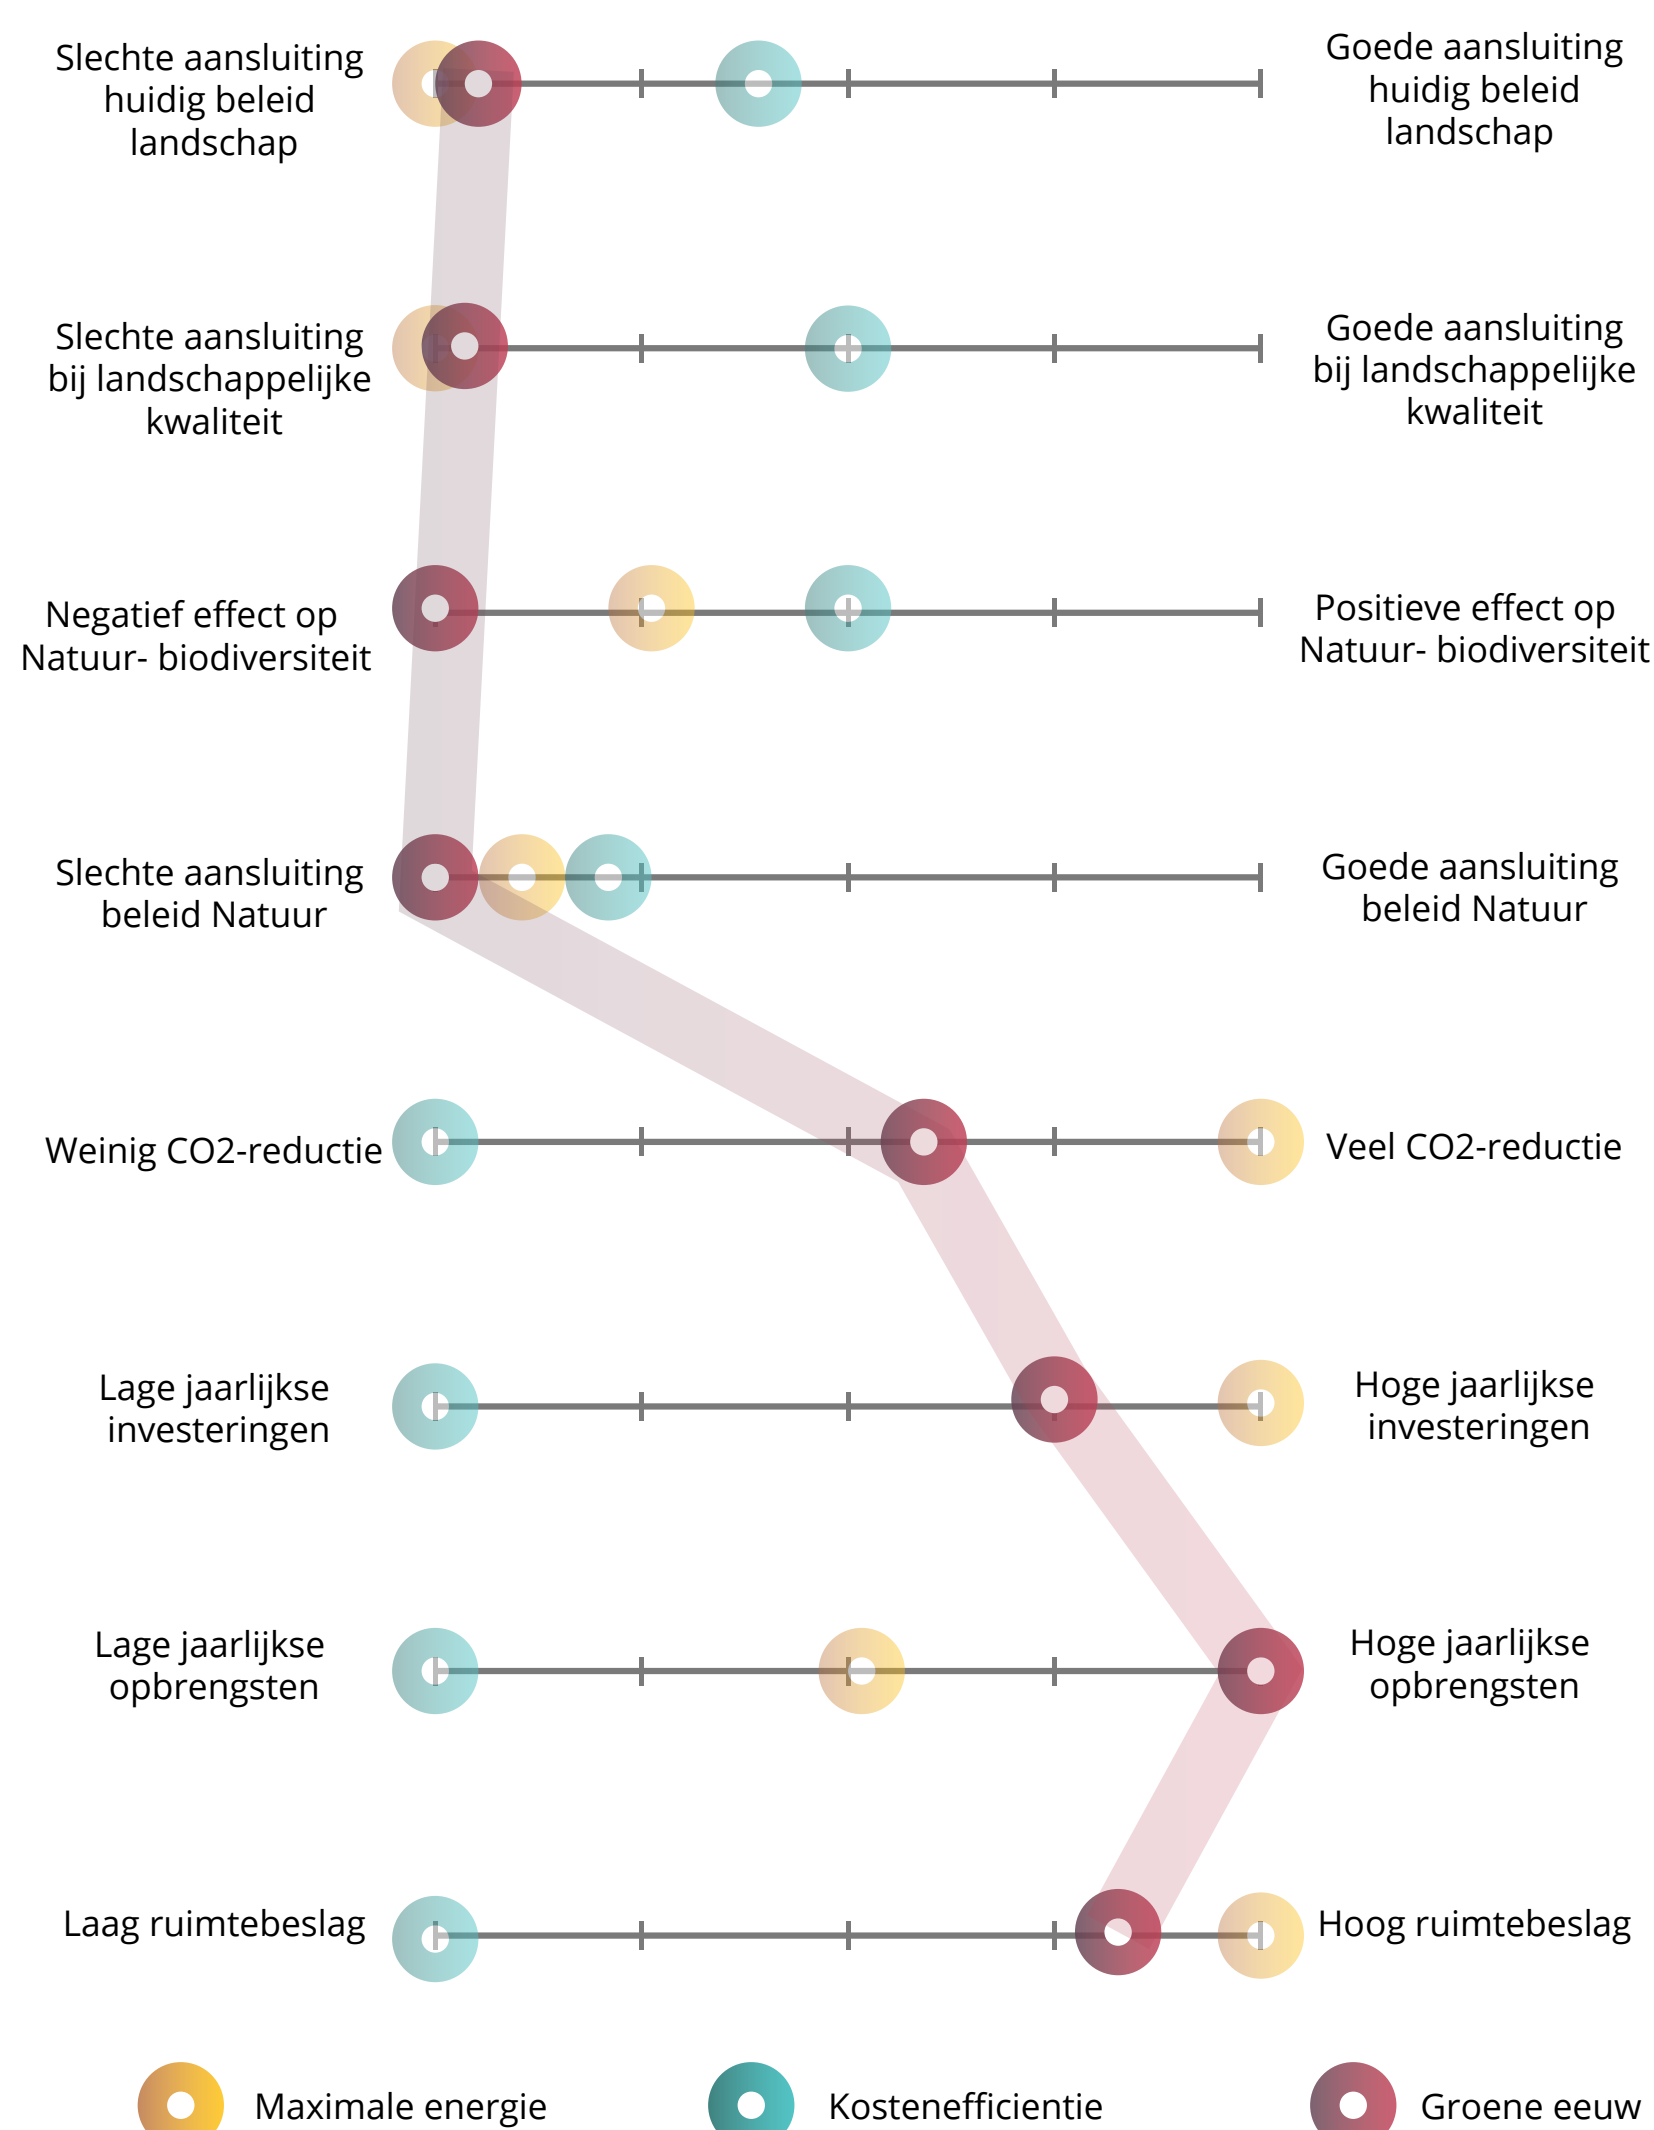 Slechte aansluiting
huidig beleid
landschap
Goede aansluiting
huidig beleid
landschap
Slechte aansluiting
bij landschappelijke
kwaliteit
Goede aansluiting
bij landschappelijke
kwaliteit
Negatief effect op
Natuur- biodiversiteit
Positieve effect op
Natuur- biodiversiteit
Slechte aansluiting
beleid Natuur
Goede aansluiting
beleid Natuur
Weinig CO2-reductie
Veel CO2-reductie
Lage jaarlijkse
investeringen
Hoge jaarlijkse
investeringen
Lage jaarlijkse
opbrengsten
Hoge jaarlijkse
opbrengsten
Laag ruimtebeslag
Hoog ruimtebeslag
Maximale energie
Kostenefficientie
Groene eeuw